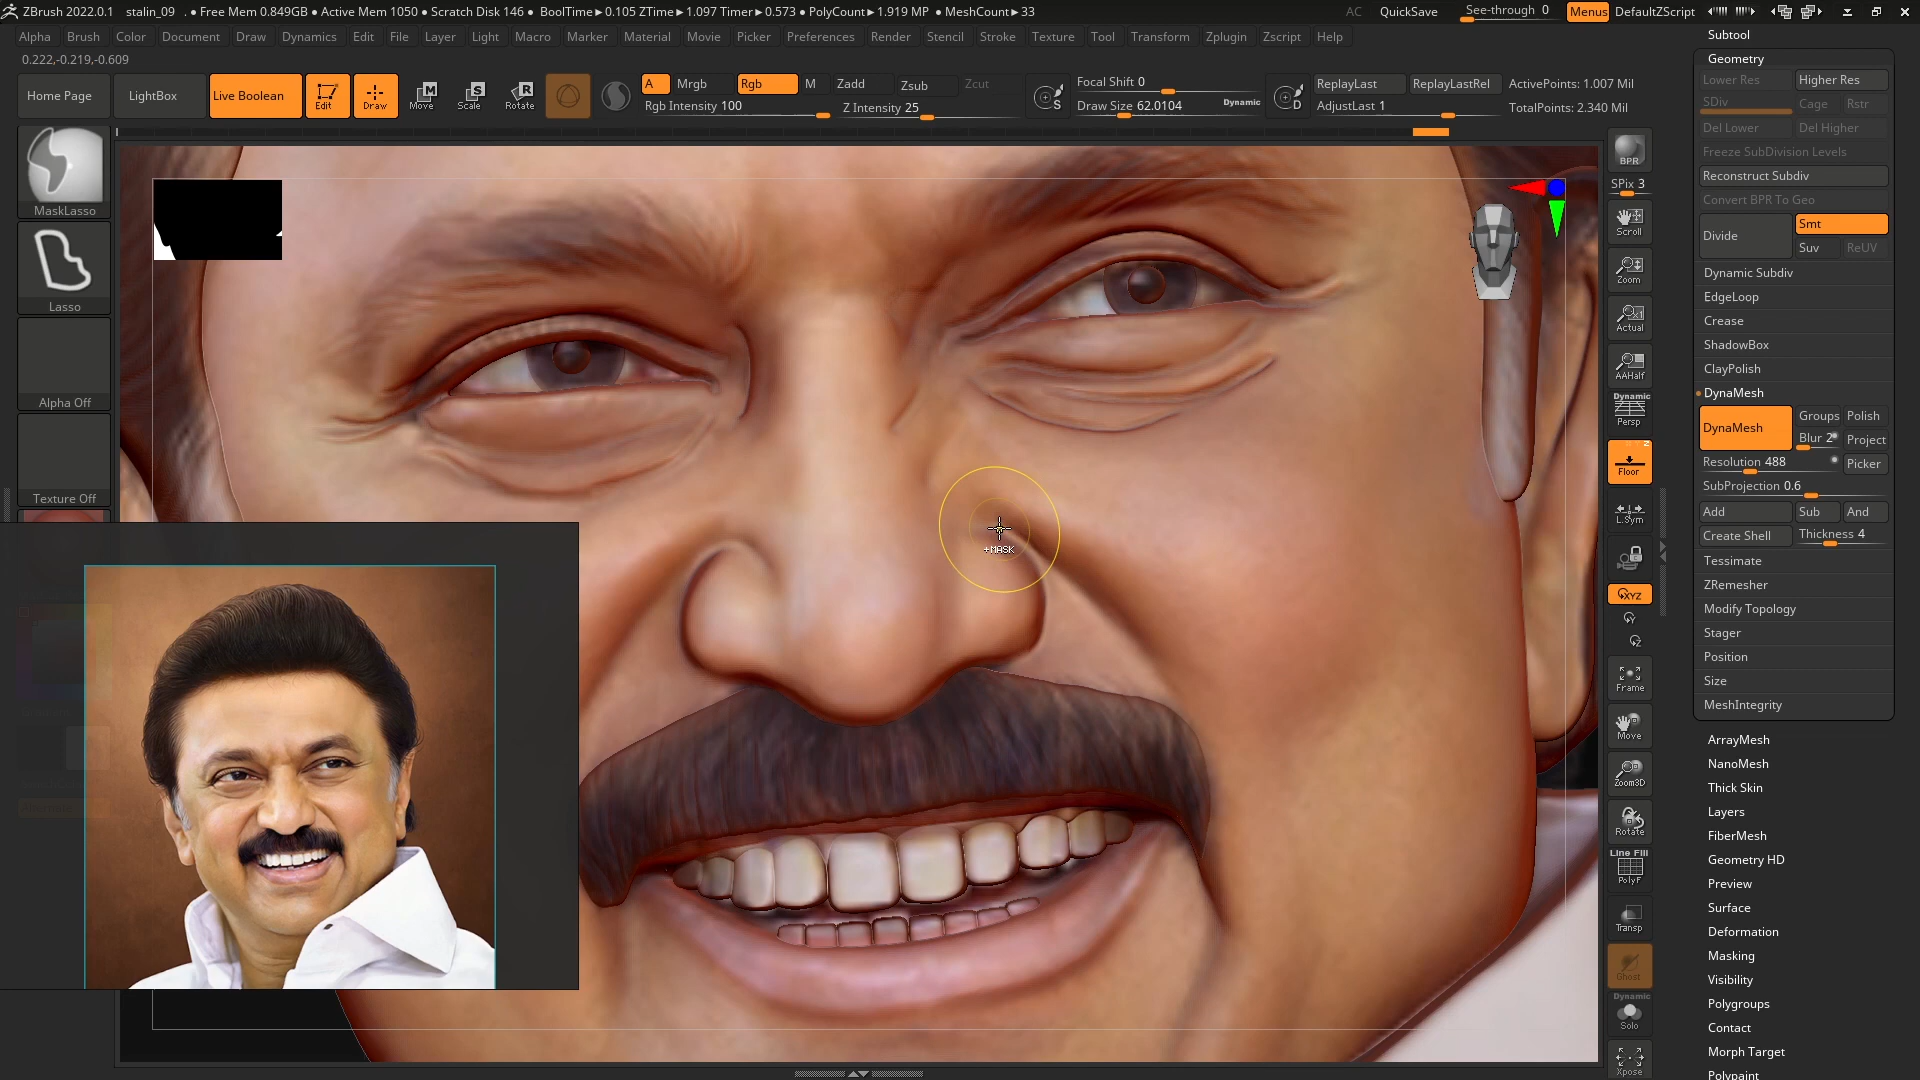 ZBrush 2022.0.1 stalin_09 . • Free Mem 0.849GB • Active Mem 1050 • Scratch Disk 146 • BoolTime►0.105 ZTime►1.097 Timer►0.573 • PolyCount►1.919 MP • MeshCount►33 AC QuickSave See-through 0 Menus DefaultZScript
Alpha Brush Color Document Draw Dynamics Edit File Layer Light Macro Marker Material Movie Picker Preferences Render Stencil Stroke Texture Tool Transform Zplugin Zscript Help
0.222,-0.219,-0.609
Home Page LightBox Live Boolean Edit Draw Move Scale Rotate
M S R
A Mrgb Rgb M Zadd Zsub Zcut
Rgb Intensity 100 Z Intensity 25
S Focal Shift 0
Draw Size 62.0104 Dynamic
D ReplayLast ReplayLastRel ActivePoints: 1.007 Mil
AdjustLast 1 TotalPoints: 2.340 Mil
MaskLasso
Lasso
Alpha Off
Texture Off
+MASK
BPR
SPix 3
Scroll
Zoom
Actual
AAHalf
Dynamic
Persp
Floor
L.Sym
XYZ
Y
Z
Frame
Move
Zoom3D
Rotate
Line Fill
PolyF
Transp
Ghost
Dynamic
Solo
Xpose
Subtool
Geometry
Lower Res Higher Res
SDiv Cage Rstr
Del Lower Del Higher
Freeze SubDivision Levels
Reconstruct Subdiv
Convert BPR To Geo
Divide Smt
Suv ReUV
Dynamic Subdiv
EdgeLoop
Crease
ShadowBox
ClayPolish
DynaMesh
DynaMesh Groups Polish
Blur 2 Project
Resolution 488 Picker
SubProjection 0.6
Add Sub And
Create Shell Thickness 4
Tessimate
ZRemesher
Modify Topology
Stager
Position
Size
MeshIntegrity
ArrayMesh
NanoMesh
Thick Skin
Layers
FiberMesh
Geometry HD
Preview
Surface
Deformation
Masking
Visibility
Polygroups
Contact
Morph Target
Polypaint